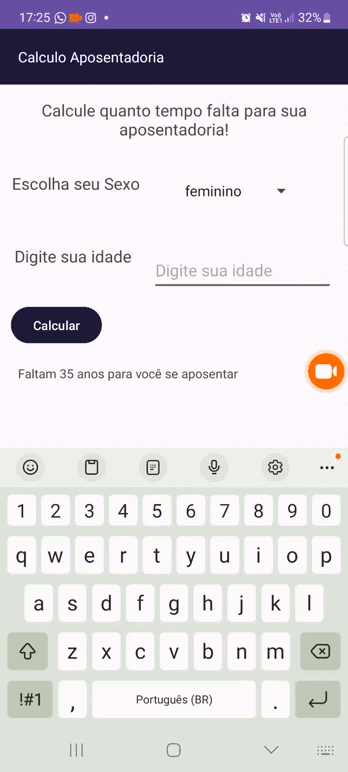 17:25
Vo)) LTE1 32%
Calculo Aposentadoria
Calcule quanto tempo falta para sua
aposentadoria!
Escolha seu Sexo
feminino
Digite sua idade
Digite sua idade
Calcular
Faltam 35 anos para você se aposentar
1 2 3 4 5 6 7 8 9 0
q w e r t y u i o p
a s d f g h j k l
z x c v b n m
!#1 , Português (BR) .